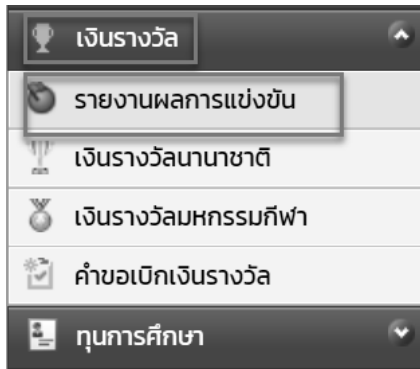 เงินรางวัล
รายงานผลการแข่งขัน
เงินรางวัลนานาชาติ
เงินรางวัลมหกรรมกีฬา
คำขอเบิกเงินรางวัล
ทุนการศึกษา